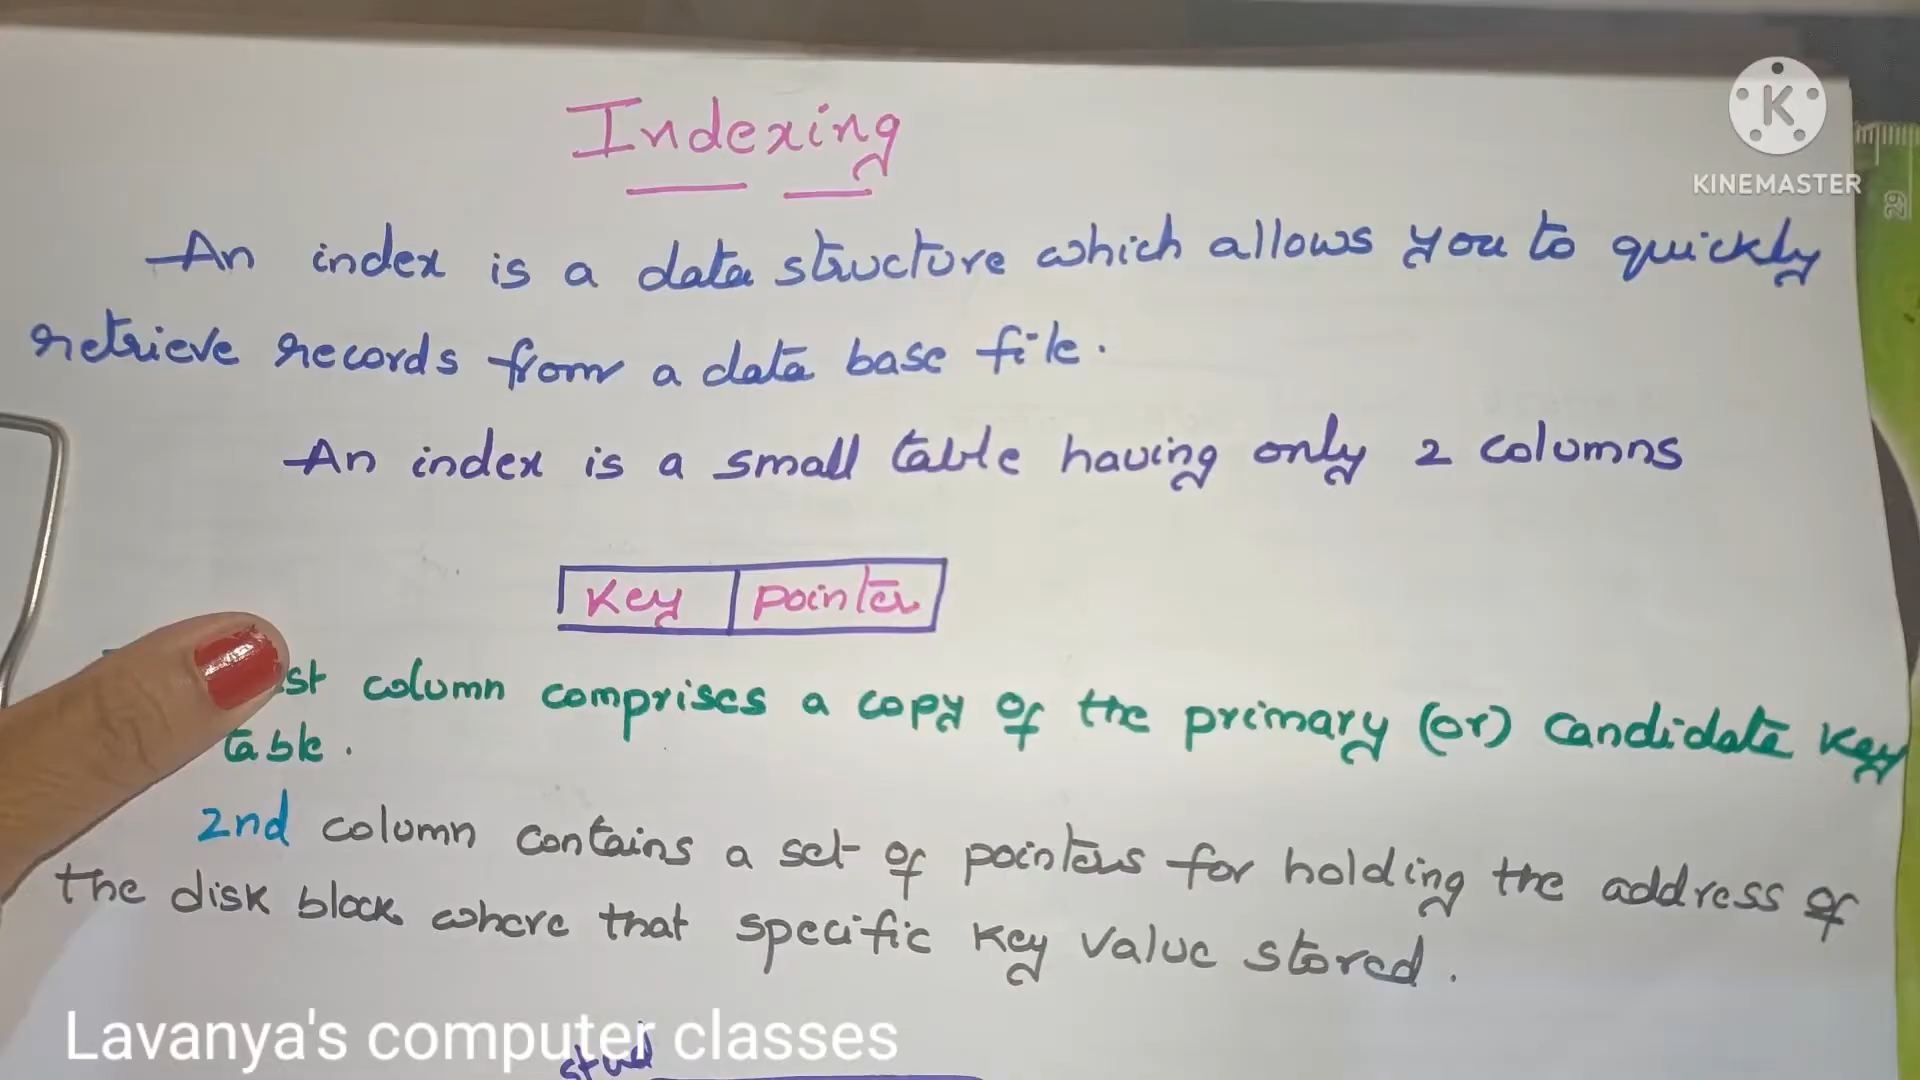 Indexing
KINEMASTER
An index is a data structure which allows you to quickly
retrieve records from a data base file.
An index is a small table having only 2 columns
Key pointer
st column comprises a copy of the primary (or) candidate key
table.
2nd column contains a set of pointers for holding the address of
the disk block where that specific key value stored.
Lavanya's computer classes
stud